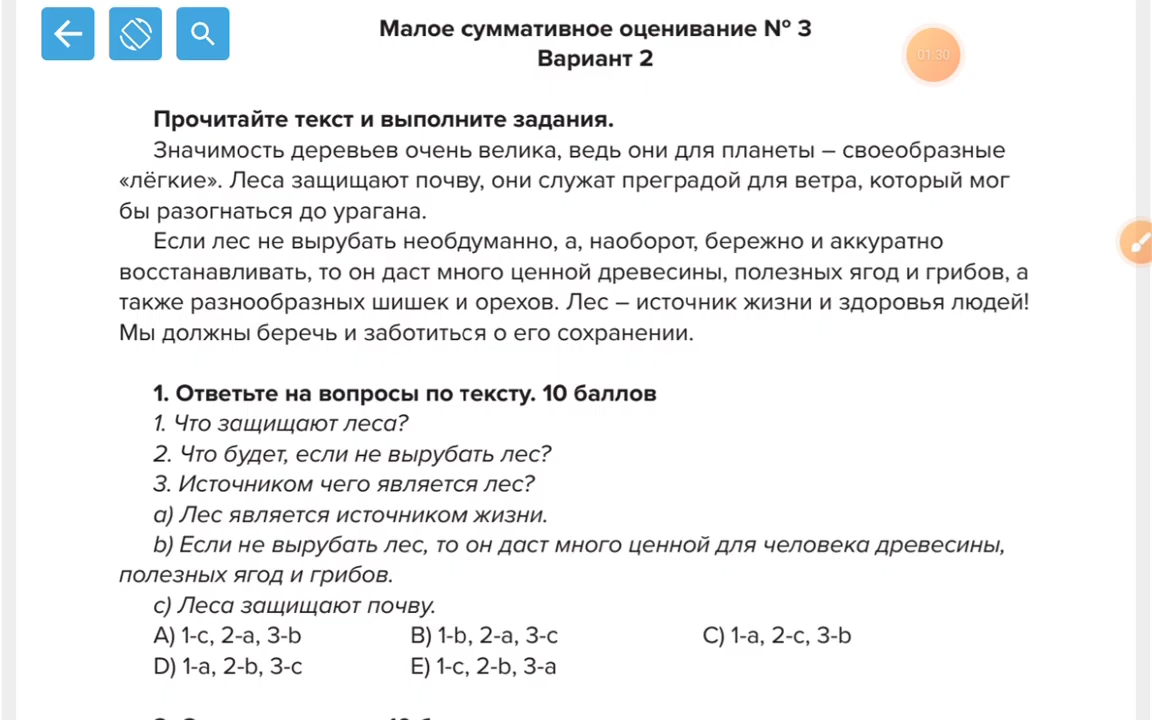 Малое суммативное оценивание № 3
Вариант 2
01:30
Прочитайте текст и выполните задания.
Значимость деревьев очень велика, ведь они для планеты – своеобразные
«лёгкие». Леса защищают почву, они служат преградой для ветра, который мог
бы разогнаться до урагана.
Если лес не вырубать необдуманно, а, наоборот, бережно и аккуратно
восстанавливать, то он даст много ценной древесины, полезных ягод и грибов, а
также разнообразных шишек и орехов. Лес – источник жизни и здоровья людей!
Мы должны беречь и заботиться о его сохранении.
1. Ответьте на вопросы по тексту. 10 баллов
1. Что защищают леса?
2. Что будет, если не вырубать лес?
3. Источником чего является лес?
a) Лес является источником жизни.
b) Если не вырубать лес, то он даст много ценной для человека древесины,
полезных ягод и грибов.
c) Леса защищают почву.
A) 1-c, 2-a, 3-b B) 1-b, 2-a, 3-c C) 1-a, 2-c, 3-b
D) 1-a, 2-b, 3-c E) 1-c, 2-b, 3-a